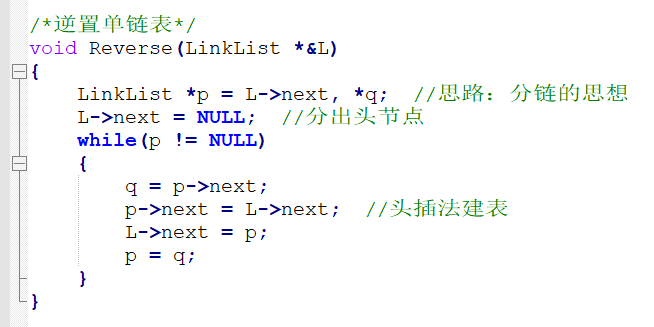 /*逆置单链表*/
void Reverse(LinkList *&L)
{
    LinkList *p = L->next, *q;  //思路：分链的思想
    L->next = NULL;  //分出头节点
    while(p != NULL)
    {
        q = p->next;
        p->next = L->next;  //头插法建表
        L->next = p;
        p = q;
    }
}